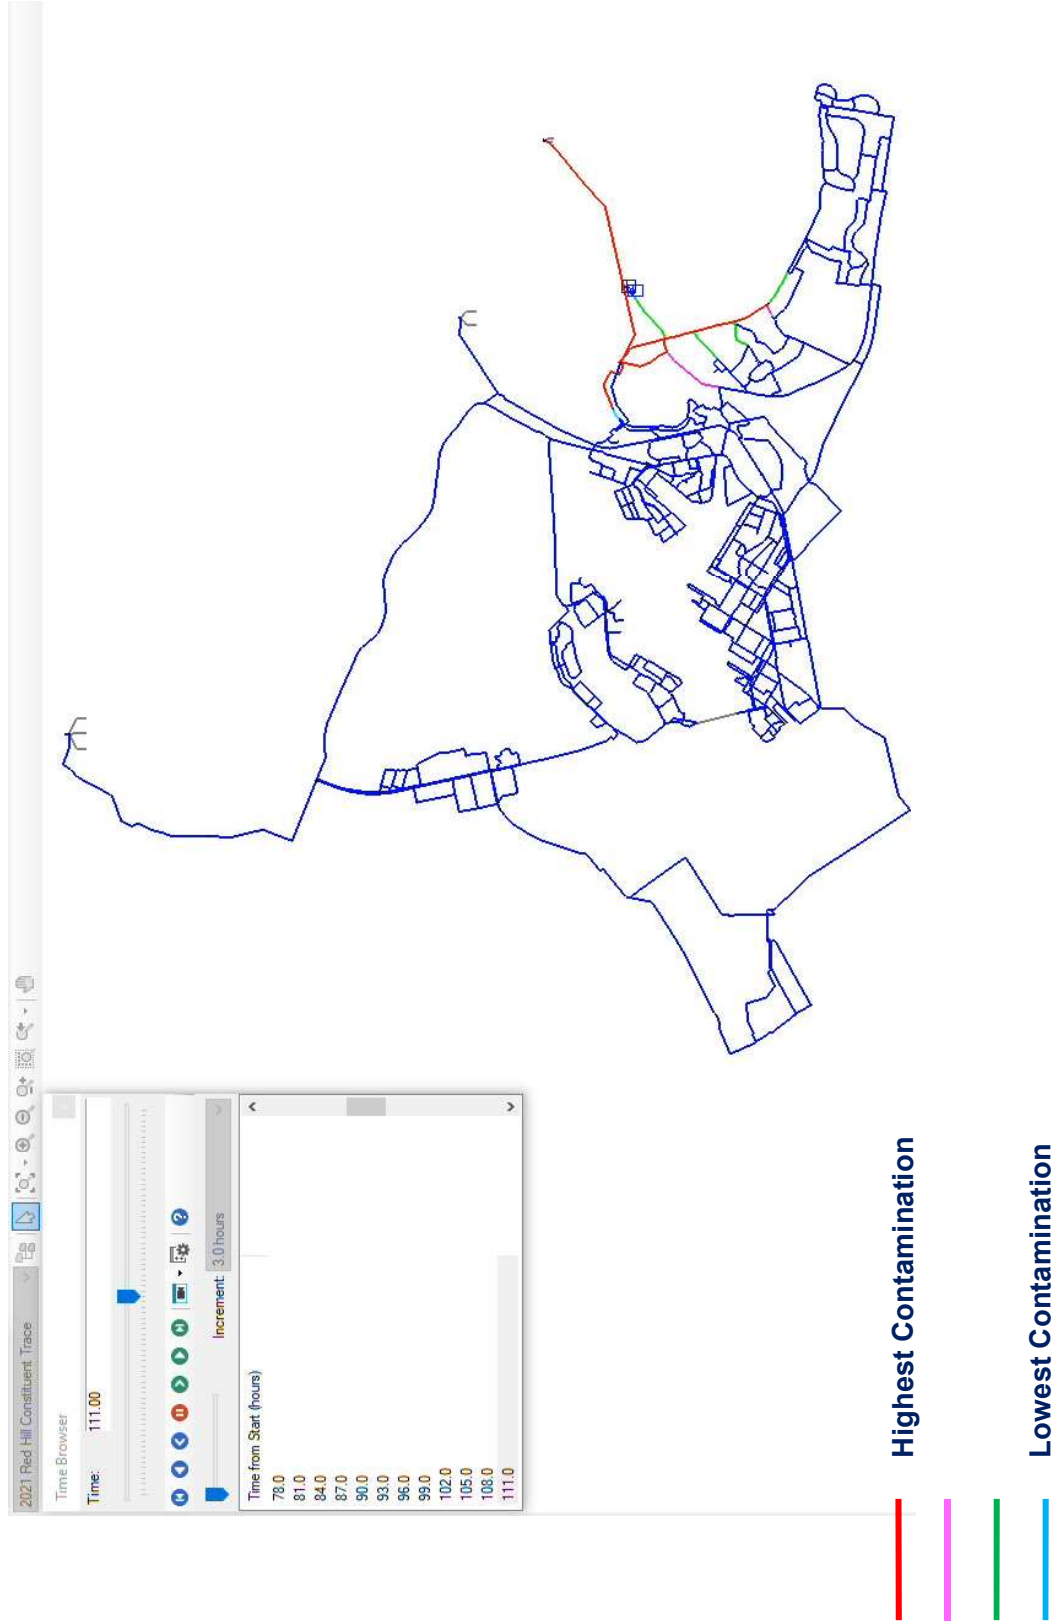 2021 Red Hill Constituent Trace
Time Browser
Time: 111.00
Increment: 3.0 hours
Time from Start (hours)
78.0
81.0
84.0
87.0
90.0
93.0
96.0
99.0
102.0
105.0
108.0
111.0
Highest Contamination
Lowest Contamination